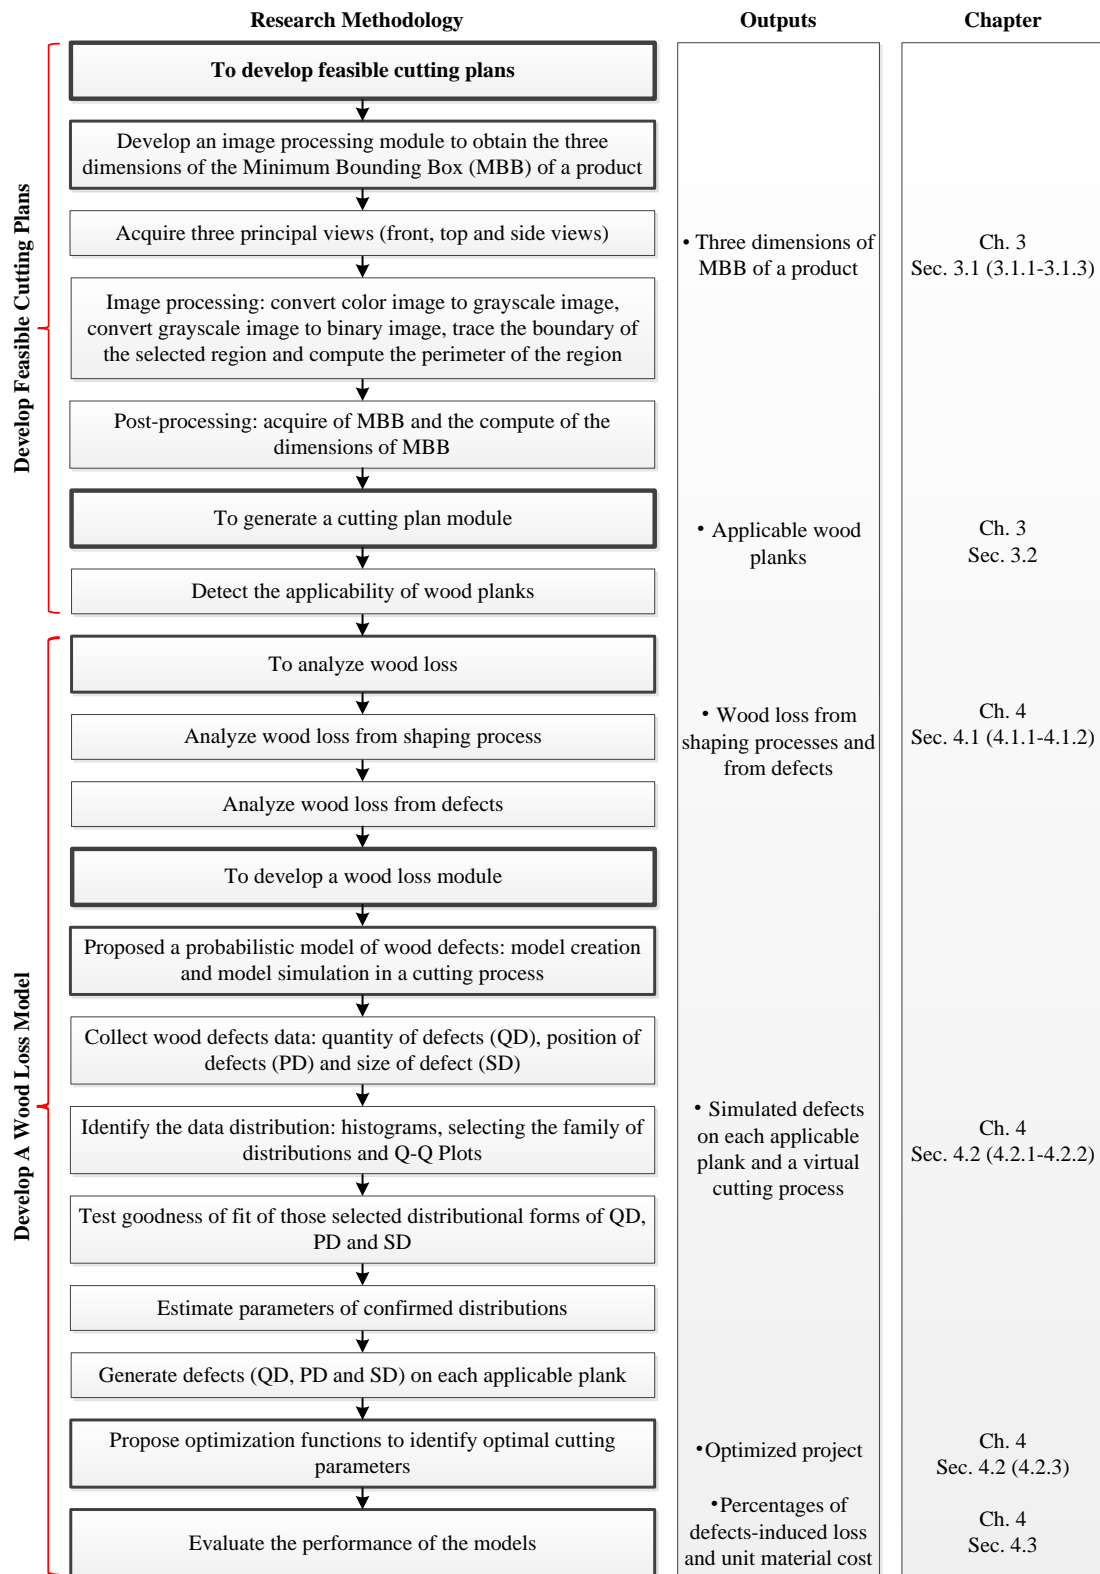 Research Methodology
Outputs
Chapter
Develop Feasible Cutting Plans
To develop feasible cutting plans
Develop an image processing module to obtain the three
dimensions of the Minimum Bounding Box (MBB) of a product
Acquire three principal views (front, top and side views)
Image processing: convert color image to grayscale image,
convert grayscale image to binary image, trace the boundary of
the selected region and compute the perimeter of the region
Post-processing: acquire of MBB and the compute of the
dimensions of MBB
• Three dimensions of
MBB of a product
Ch. 3
Sec. 3.1 (3.1.1-3.1.3)
To generate a cutting plan module
Detect the applicability of wood planks
• Applicable wood
planks
Ch. 3
Sec. 3.2
Develop A Wood Loss Model
To analyze wood loss
Analyze wood loss from shaping process
Analyze wood loss from defects
• Wood loss from
shaping processes and
from defects
Ch. 4
Sec. 4.1 (4.1.1-4.1.2)
To develop a wood loss module
Proposed a probabilistic model of wood defects: model creation
and model simulation in a cutting process
Collect wood defects data: quantity of defects (QD), position of
defects (PD) and size of defect (SD)
Identify the data distribution: histograms, selecting the family of
distributions and Q-Q Plots
Test goodness of fit of those selected distributional forms of QD,
PD and SD
Estimate parameters of confirmed distributions
Generate defects (QD, PD and SD) on each applicable plank
• Simulated defects
on each applicable
plank and a virtual
cutting process
Ch. 4
Sec. 4.2 (4.2.1-4.2.2)
Propose optimization functions to identify optimal cutting
parameters
•Optimized project
Ch. 4
Sec. 4.2 (4.2.3)
Evaluate the performance of the models
•Percentages of
defects-induced loss
and unit material cost
Ch. 4
Sec. 4.3